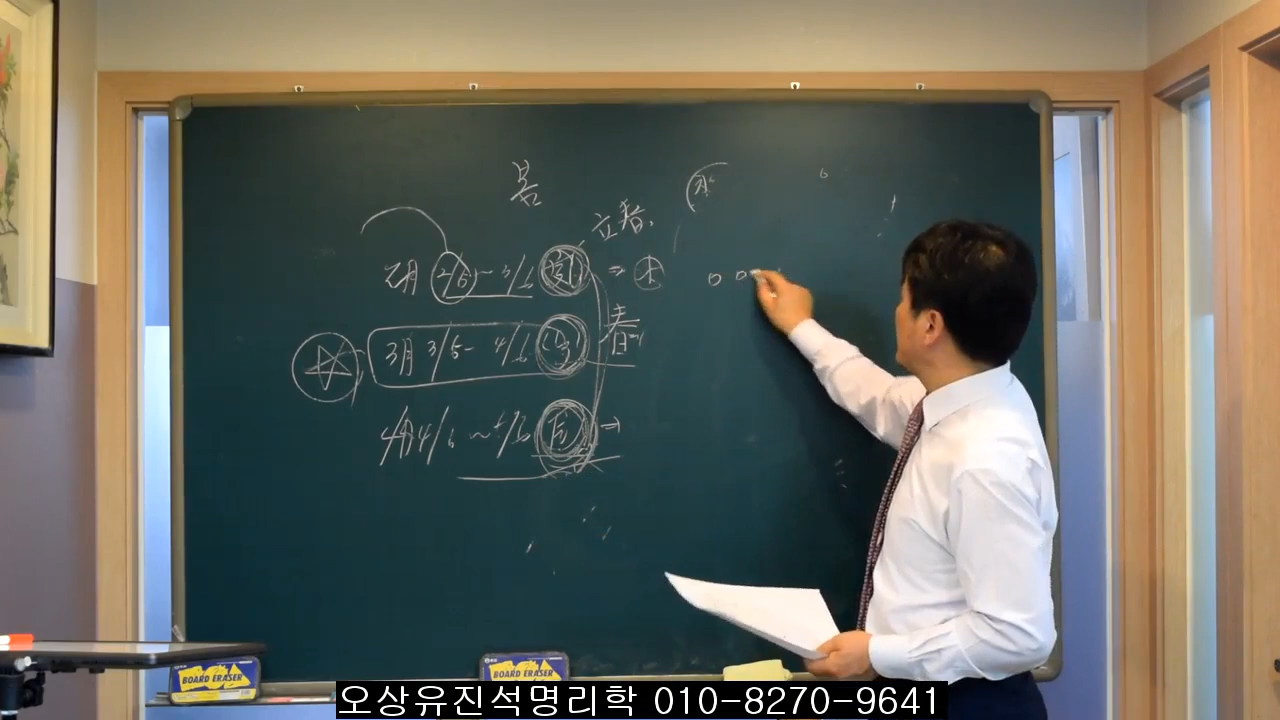 봄
立春
2月 2/5 ~ 3/6 (寅) ⇒ 木
春
3月 3/5 - 4/6 (卯)
4月 4/6 ~ 5/6 辰 ⇒
BOARD ERASER
BOARD ERASER
오상유진석명리학 010-8270-9641